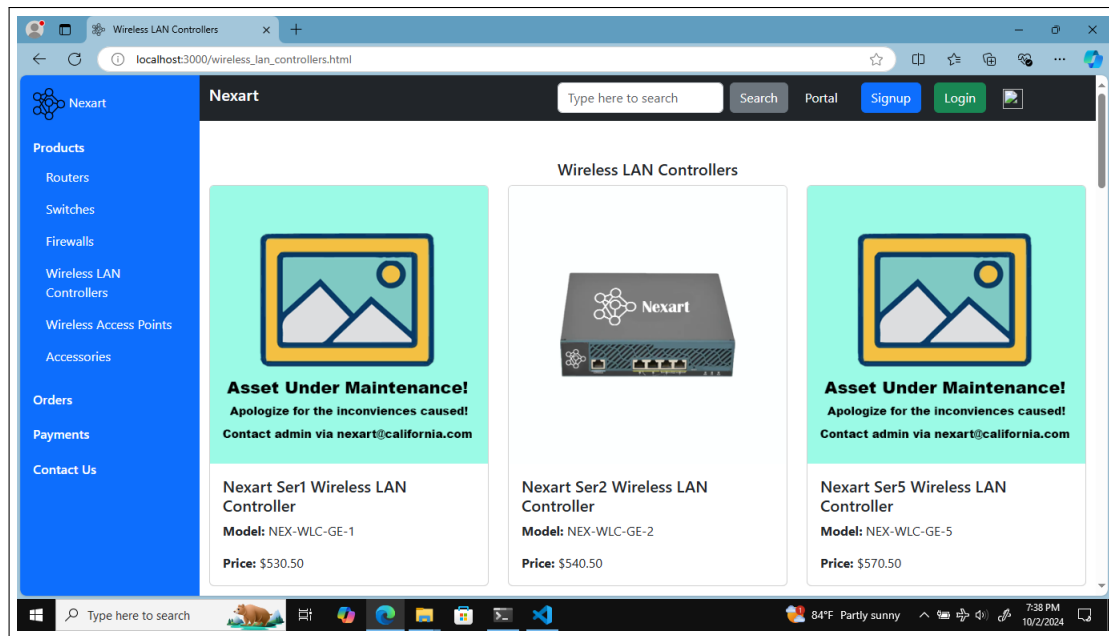 Wireless LAN Controllers
localhost:3000/wireless_lan_controllers.html
Nexart
Products
Routers
Switches
Firewalls
Wireless LAN
Controllers
Wireless Access Points
Accessories
Orders
Payments
Contact Us
Nexart
Type here to search
Search
Portal
Signup
Login
Wireless LAN Controllers
Asset Under Maintenance!
Apologize for the inconviences caused!
Contact admin via nexart@california.com
Nexart Ser1 Wireless LAN
Controller
Model: NEX-WLC-GE-1
Price: $530.50
Nexart
Nexart Ser2 Wireless LAN
Controller
Model: NEX-WLC-GE-2
Price: $540.50
Asset Under Maintenance!
Apologize for the inconviences caused!
Contact admin via nexart@california.com
Nexart Ser5 Wireless LAN
Controller
Model: NEX-WLC-GE-5
Price: $570.50
Type here to search
84°F Partly sunny
7:38 PM
10/2/2024